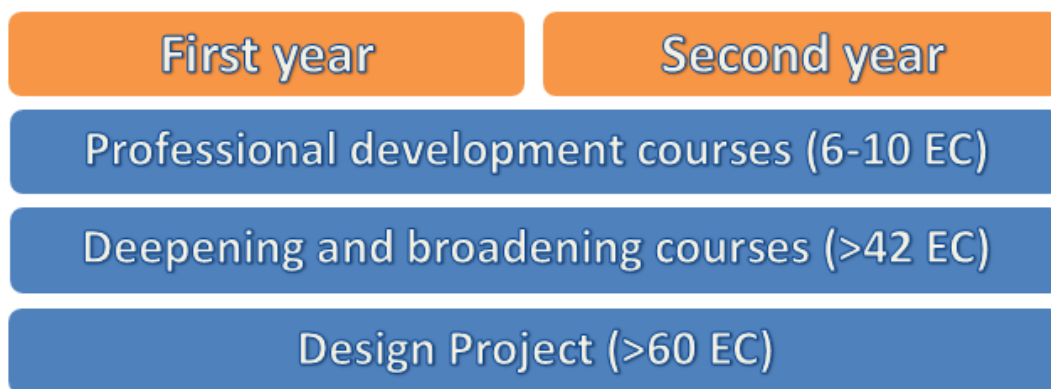 First year
Second year
Professional development courses (6-10 EC)
Deepening and broadening courses (>42 EC)
Design Project (>60 EC)